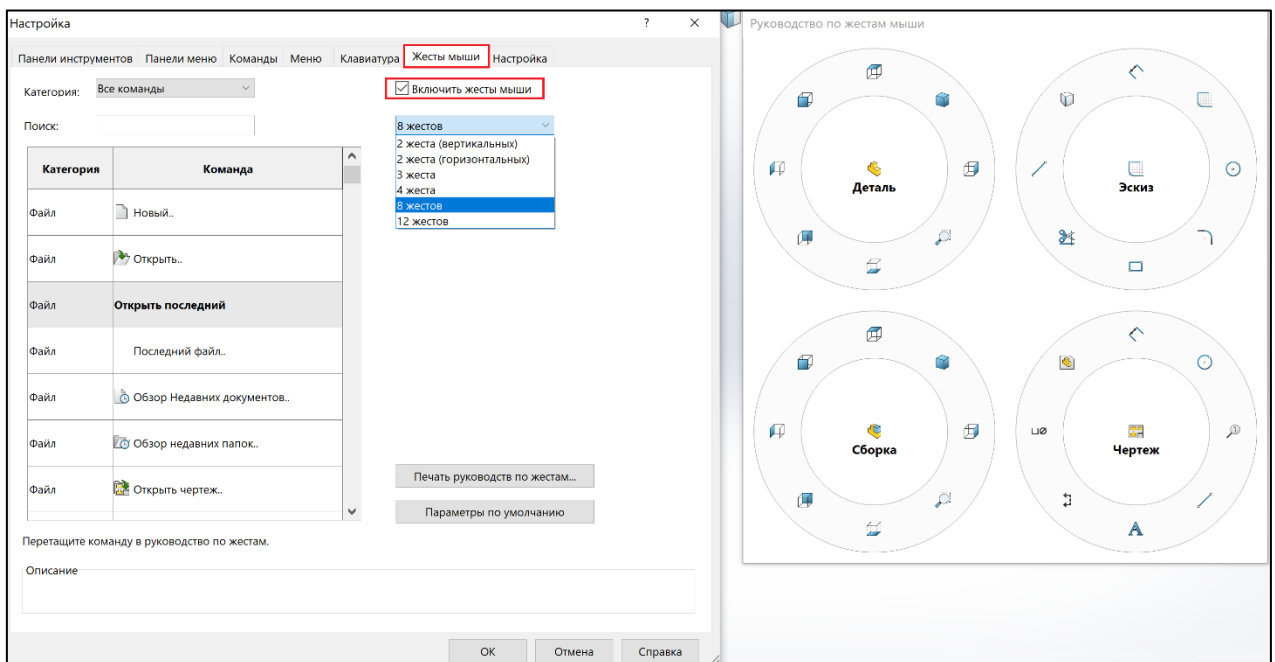 Настройка
?
Панели инструментов Панели меню Команды Меню Клавиатура Жесты мыши Настройка
Категория: Все команды
Включить жесты мыши
Поиск:
8 жестов
2 жеста (вертикальных)
2 жеста (горизонтальных)
3 жеста
4 жеста
8 жестов
12 жестов
Категория Команда
Файл Новый..
Файл Открыть..
Файл Открыть последний
Файл Последний файл..
Файл Обзор Недавних документов..
Файл Обзор недавних папок..
Файл Открыть чертеж..
Печать руководств по жестам...
Параметры по умолчанию
Перетащите команду в руководство по жестам.
Описание
OK Отмена Справка
Руководство по жестам мыши
Деталь
Эскиз
Сборка
⊔Ø
Чертеж
A